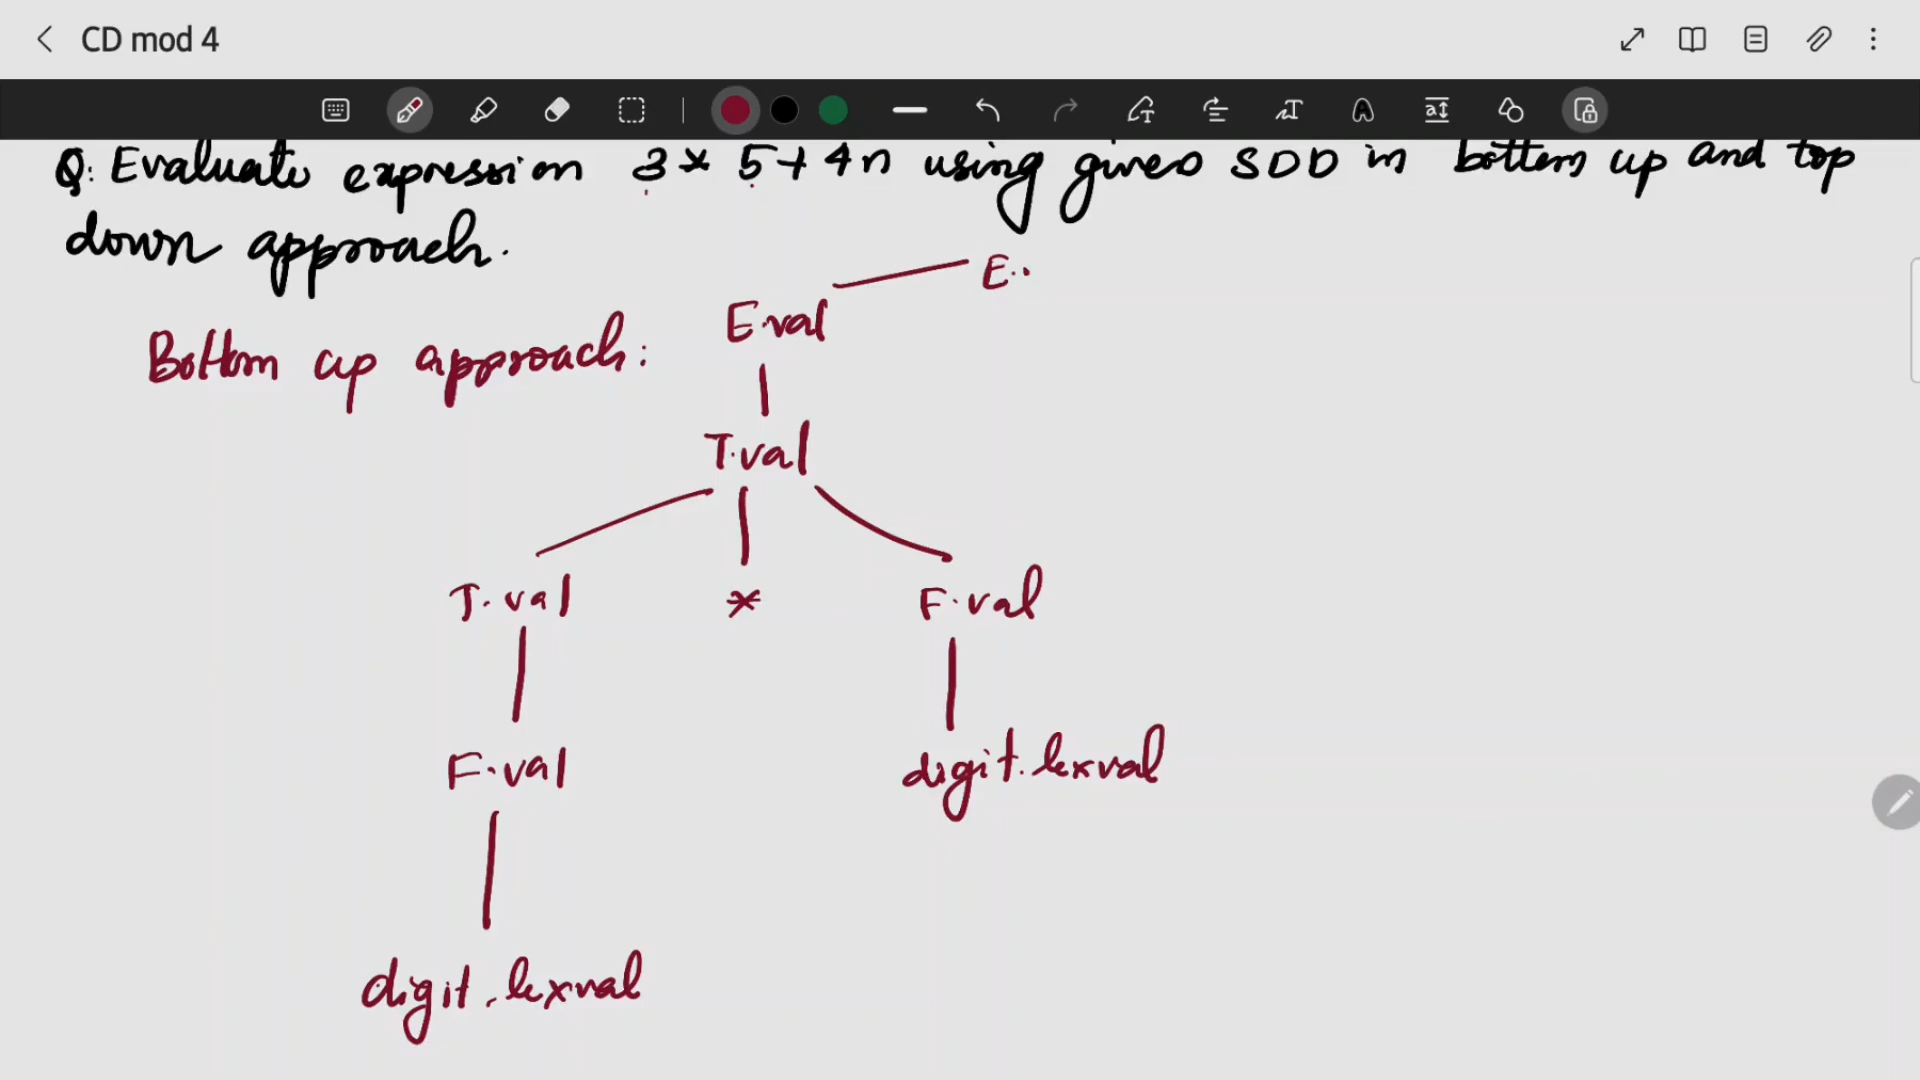 CD mod 4
Q: Evaluate expression 3 * 5 + 4n using given SDD in bottom up and top
down approach.
E..
E.val
Bottom up approach:
T.val
T.val * F.val
F.val digit.lexval
digit.lexval